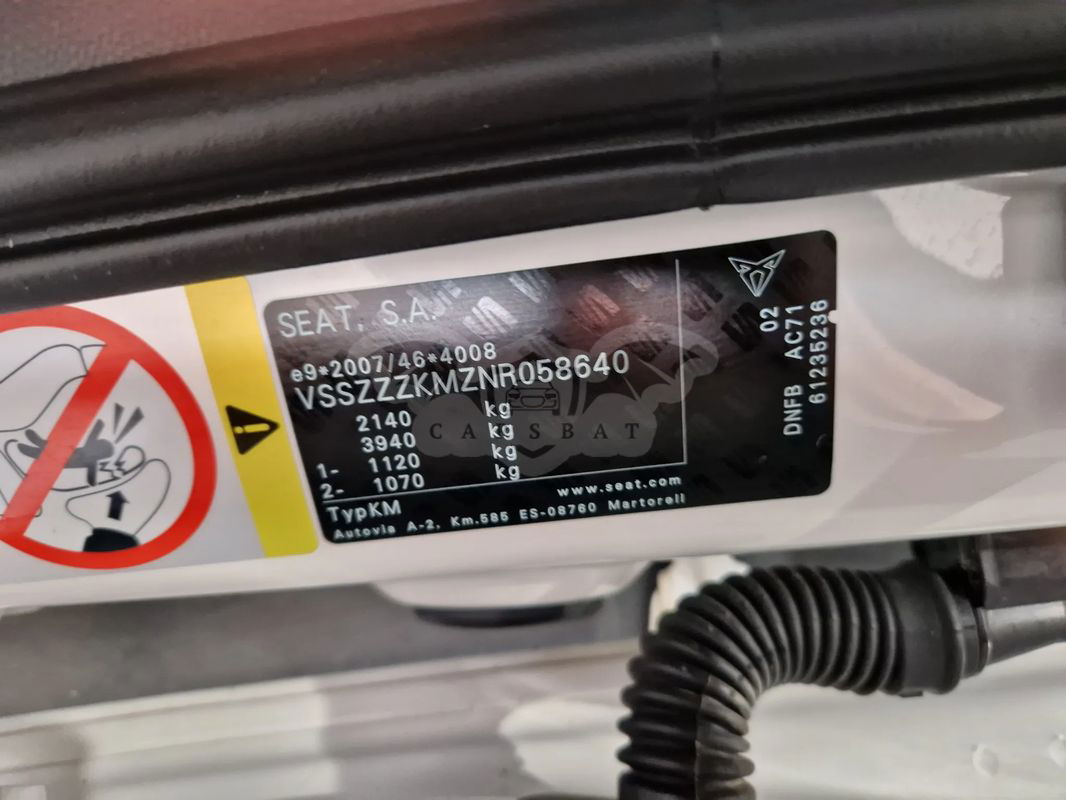 SEAT, S.A.
e9*2007/46*4008
VSSZZZKMZNR058640
2140 kg
3940 kg
1- 1120 kg
2- 1070 kg
TypKM
www.seat.com
Autovia A-2, Km.585 ES-08760 Martorell
02
DNFB AC71
61235236
CARSBAT